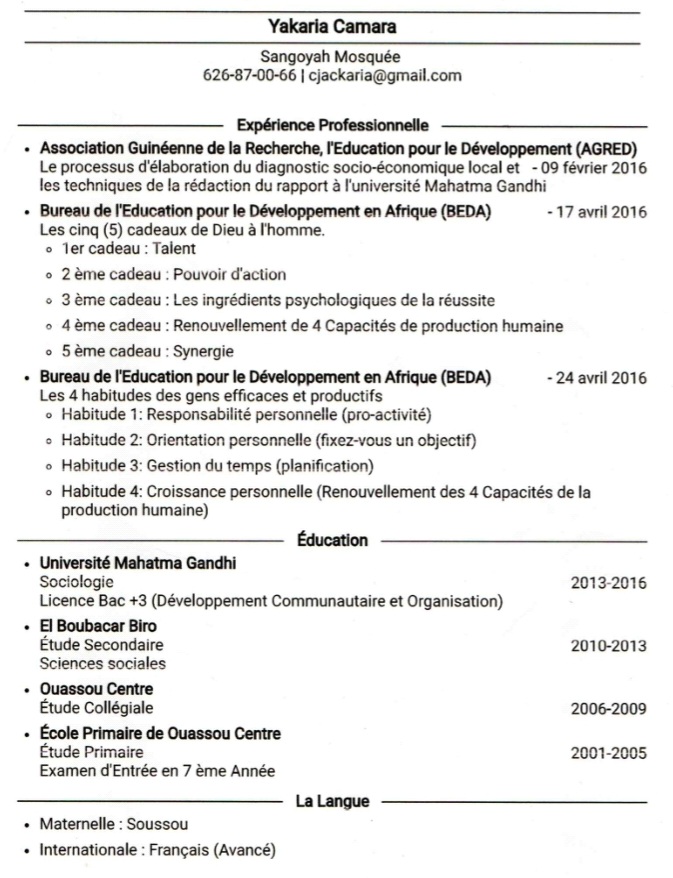 Yakaria Camara
Sangoyah Mosquée
626-87-00-66 | cjackaria@gmail.com
Expérience Professionnelle
• Association Guinéenne de la Recherche, l'Education pour le Développement (AGRED)
Le processus d'élaboration du diagnostic socio-économique local et - 09 février 2016
les techniques de la rédaction du rapport à l'université Mahatma Gandhi
• Bureau de l'Education pour le Développement en Afrique (BEDA) - 17 avril 2016
Les cinq (5) cadeaux de Dieu à l'homme.
◦ 1er cadeau : Talent
◦ 2 ème cadeau : Pouvoir d'action
◦ 3 ème cadeau : Les ingrédients psychologiques de la réussite
◦ 4 ème cadeau : Renouvellement de 4 Capacités de production humaine
◦ 5 ème cadeau : Synergie
• Bureau de l'Education pour le Développement en Afrique (BEDA) - 24 avril 2016
Les 4 habitudes des gens efficaces et productifs
◦ Habitude 1: Responsabilité personnelle (pro-activité)
◦ Habitude 2: Orientation personnelle (fixez-vous un objectif)
◦ Habitude 3: Gestion du temps (planification)
◦ Habitude 4: Croissance personnelle (Renouvellement des 4 Capacités de la
production humaine)
Éducation
• Université Mahatma Gandhi
Sociologie 2013-2016
Licence Bac +3 (Développement Communautaire et Organisation)
• El Boubacar Biro
Étude Secondaire 2010-2013
Sciences sociales
• Ouassou Centre
Étude Collégiale 2006-2009
• École Primaire de Ouassou Centre
Étude Primaire 2001-2005
Examen d'Entrée en 7 ème Année
La Langue
• Maternelle : Soussou
• Internationale : Français (Avancé)